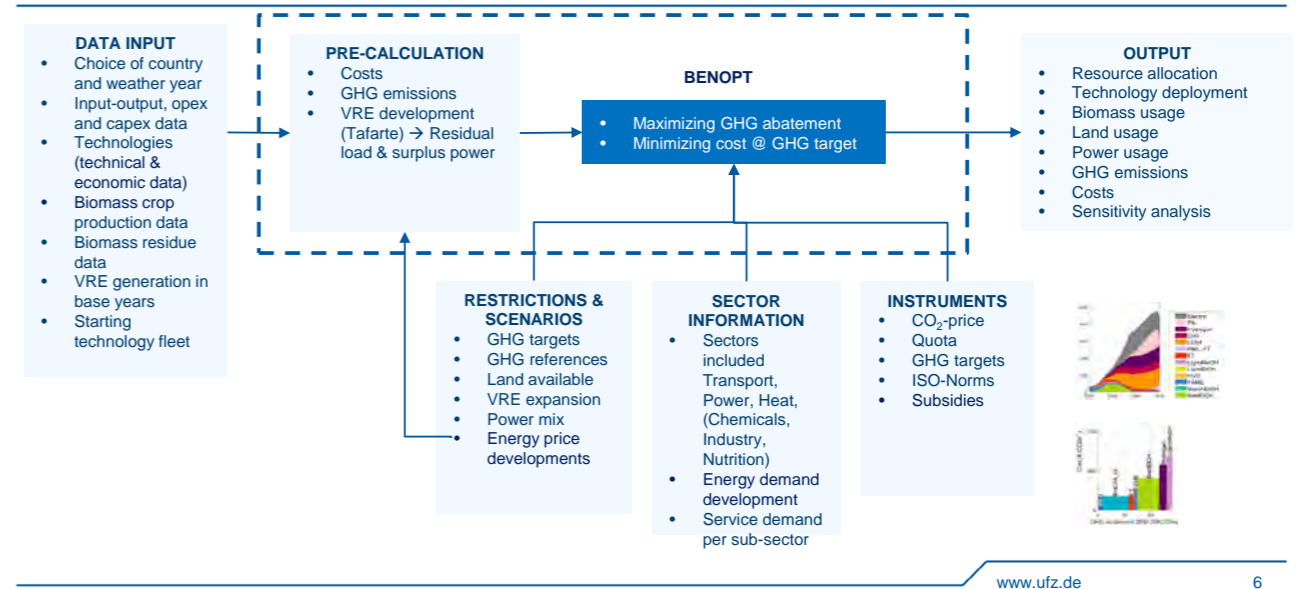 DATA INPUT
• Choice of country
and weather year
• Input-output, opex
and capex data
• Technologies
(technical &
economic data)
• Biomass crop
production data
• Biomass residue
data
• VRE generation in
base years
• Starting
technology fleet
PRE-CALCULATION
• Costs
• GHG emissions
• VRE development
(Tafarte) → Residual
load & surplus power
BENOPT
• Maximizing GHG abatement
• Minimizing cost @ GHG target
OUTPUT
• Resource allocation
• Technology deployment
• Biomass usage
• Land usage
• Power usage
• GHG emissions
• Costs
• Sensitivity analysis
RESTRICTIONS &
SCENARIOS
• GHG targets
• GHG references
• Land available
• VRE expansion
• Power mix
• Energy price
developments
SECTOR
INFORMATION
• Sectors
included
Transport,
Power, Heat,
(Chemicals,
Industry,
Nutrition)
• Energy demand
development
• Service demand
per sub-sector
INSTRUMENTS
• CO₂-price
• Quota
• GHG targets
• ISO-Norms
• Subsidies
www.ufz.de
6